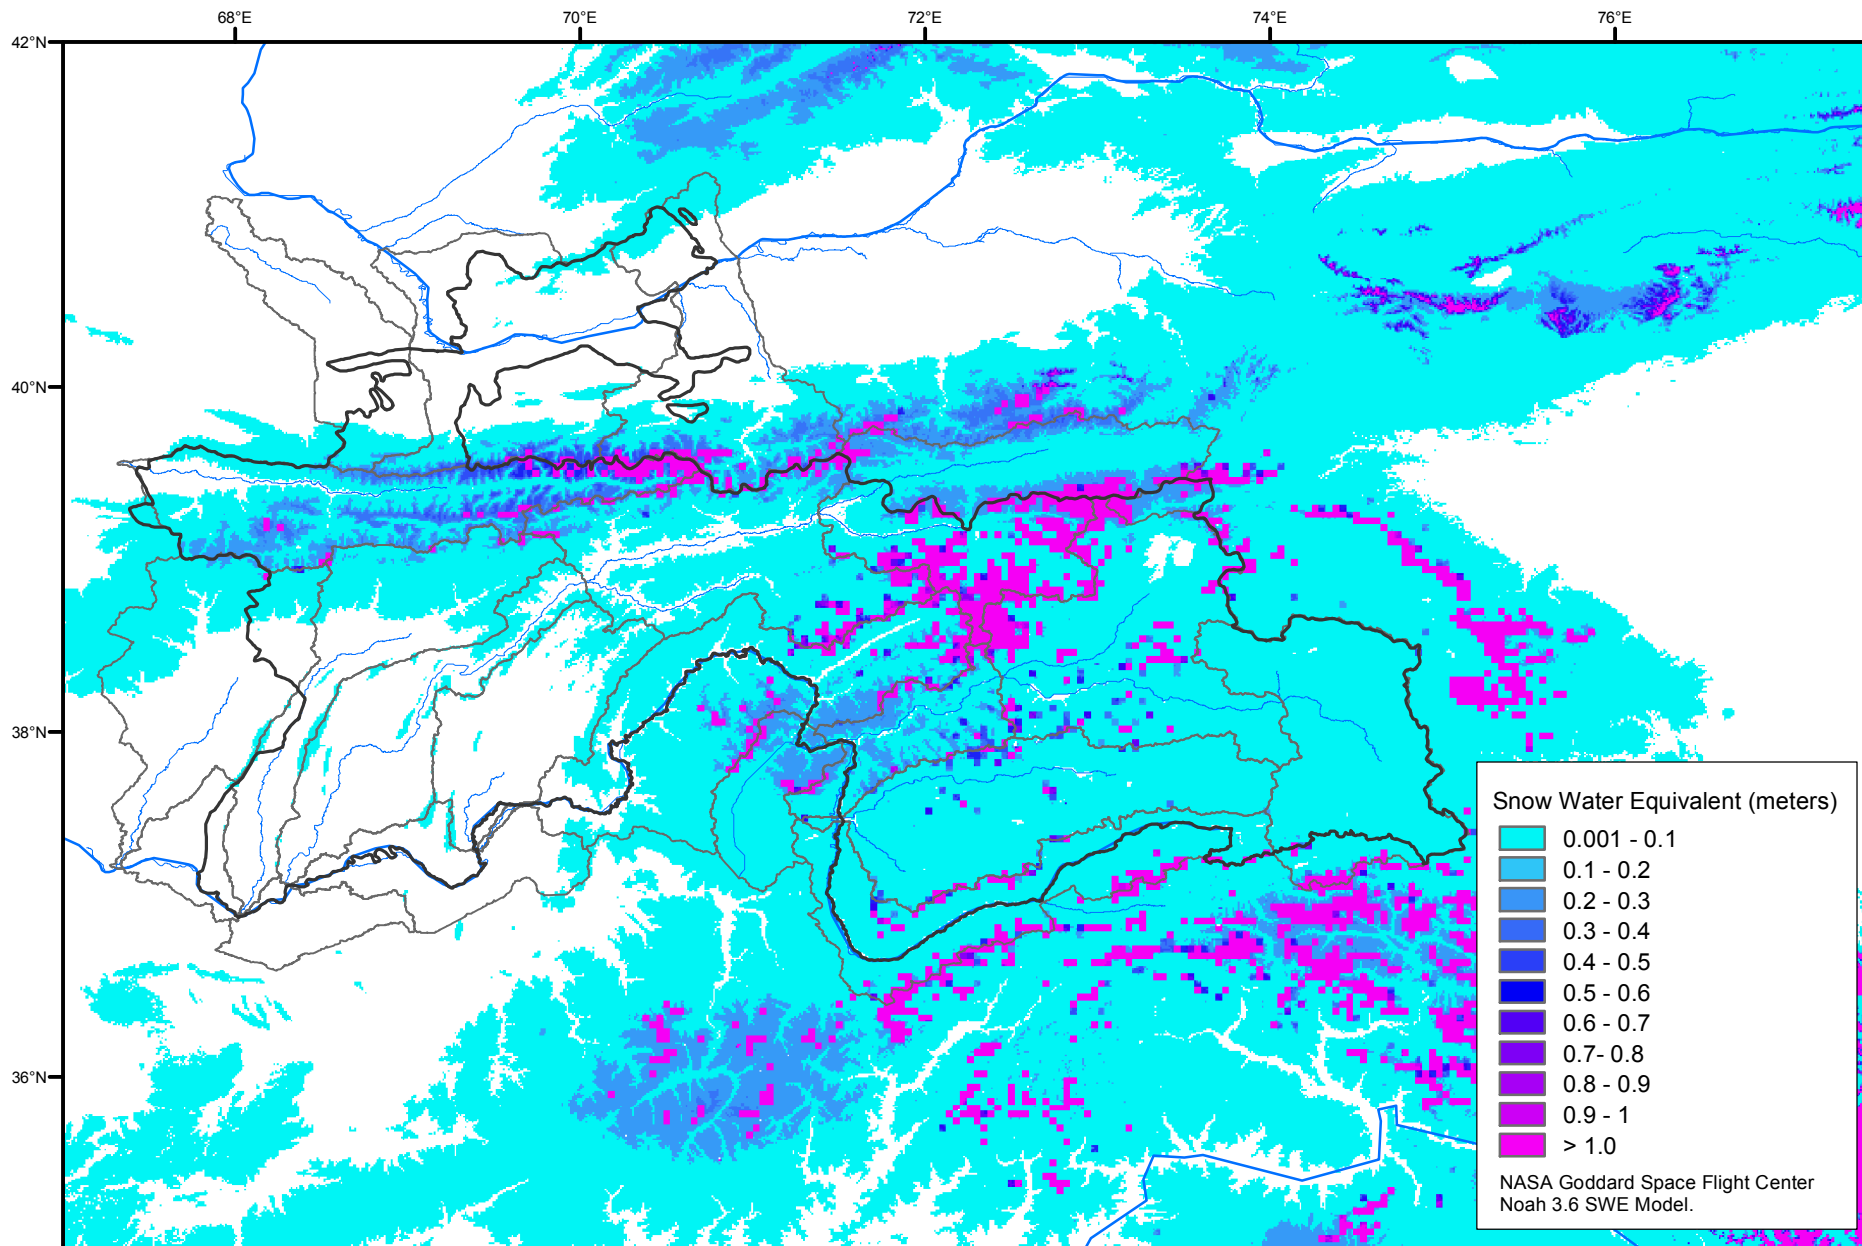 68°E
70°E
72°E
74°E
76°E
42°N
40°N
38°N
36°N
Snow Water Equivalent (meters)
0.001 - 0.1
0.1 - 0.2
0.2 - 0.3
0.3 - 0.4
0.4 - 0.5
0.5 - 0.6
0.6 - 0.7
0.7- 0.8
0.8 - 0.9
0.9 - 1
> 1.0
NASA Goddard Space Flight Center
Noah 3.6 SWE Model.